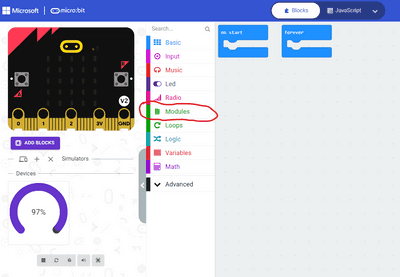 Microsoft micro:bit Blocks JavaScript
Search...
Basic
Input
Music
Led
Radio
Modules
Loops
Logic
Variables
Math
Advanced
on start
forever
V2
0 1 2 3V GND
ADD BLOCKS
Simulators
Devices
97%